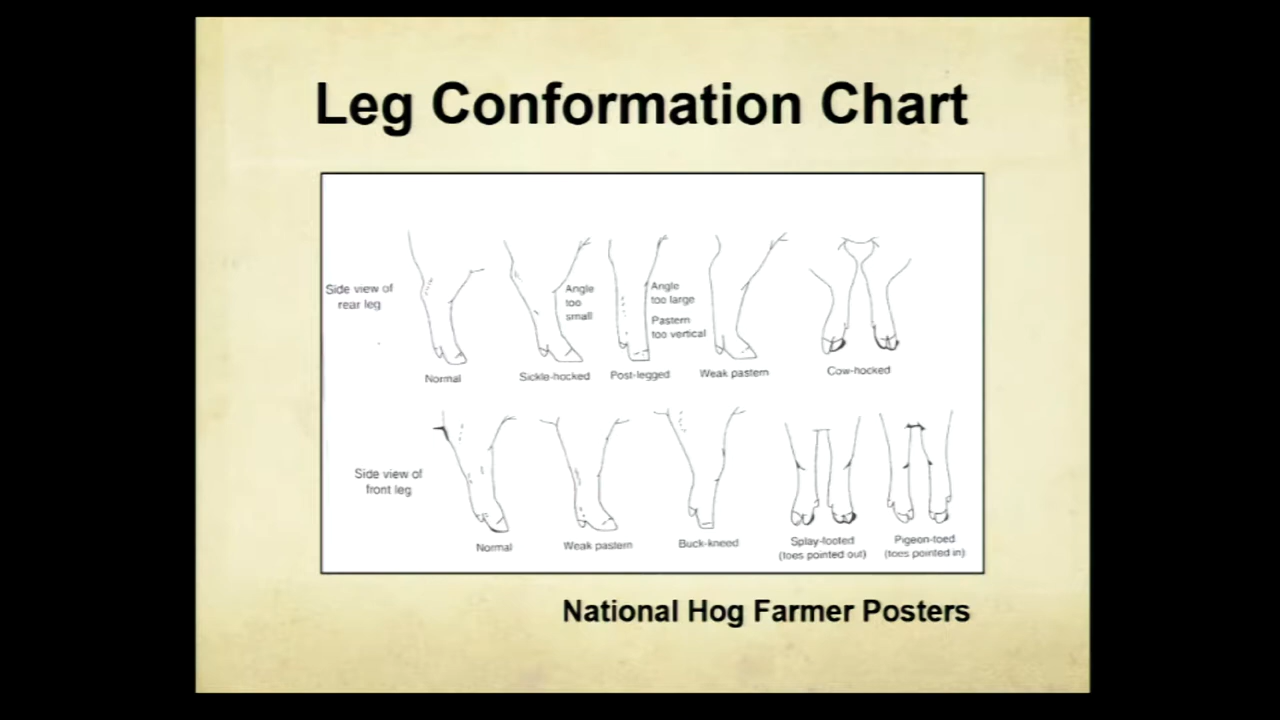 Leg Conformation Chart
Side view of
rear leg
Angle
too
small
Angle
too large
Pastern
too vertical
Normal
Sickle-hocked
Post-legged
Weak pastern
Cow-hocked
Side view of
front leg
Normal
Weak pastern
Buck-kneed
Splay-footed
(toes pointed out)
Pigeon-toed
(toes pointed in)
National Hog Farmer Posters